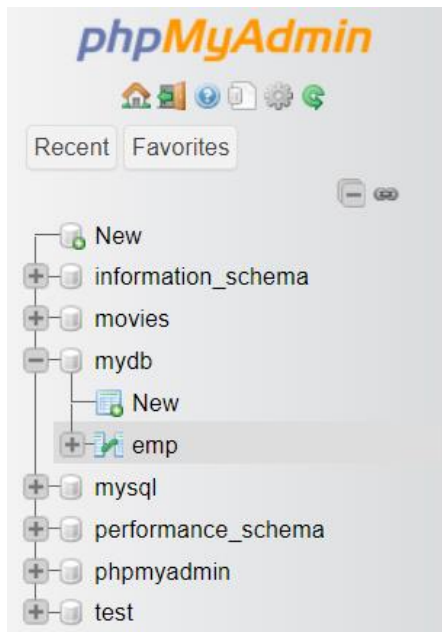 phpMyAdmin
Recent Favorites
New
information_schema
movies
mydb
New
emp
mysql
performance_schema
phpmyadmin
test